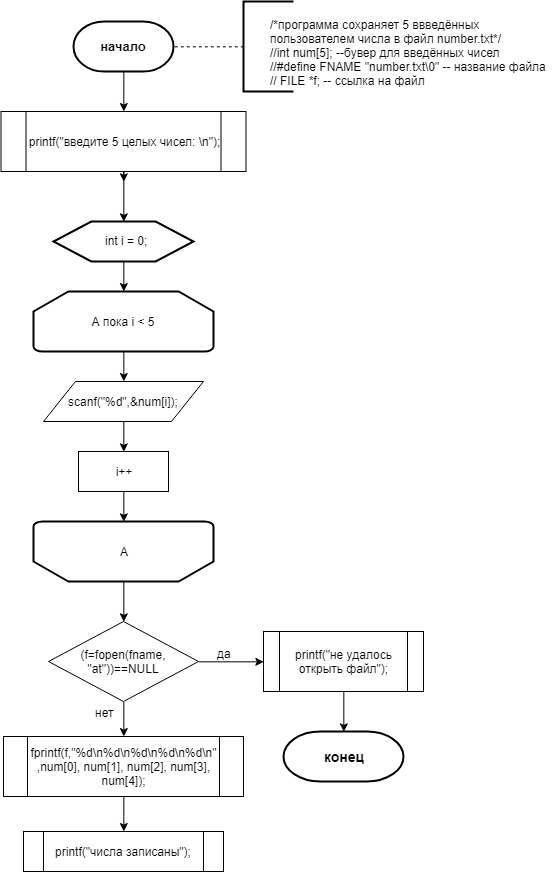 начало
/*программа сохраняет 5 ввведённых
пользователем числа в файл number.txt*/
//int num[5]; --бувер для введённых чисел
//#define FNAME "number.txt\0" -- название файла
// FILE *f; -- ссылка на файл
printf("введите 5 целых чисел: \n");
int i = 0;
А пока i < 5
scanf("%d",&num[i]);
i++
А
(f=fopen(fname,
"at"))==NULL
да
printf("не удалось
открыть файл");
нет
конец
fprintf(f,"%d\n%d\n%d\n%d\n%d\n"
,num[0], num[1], num[2], num[3],
num[4]);
printf("числа записаны");